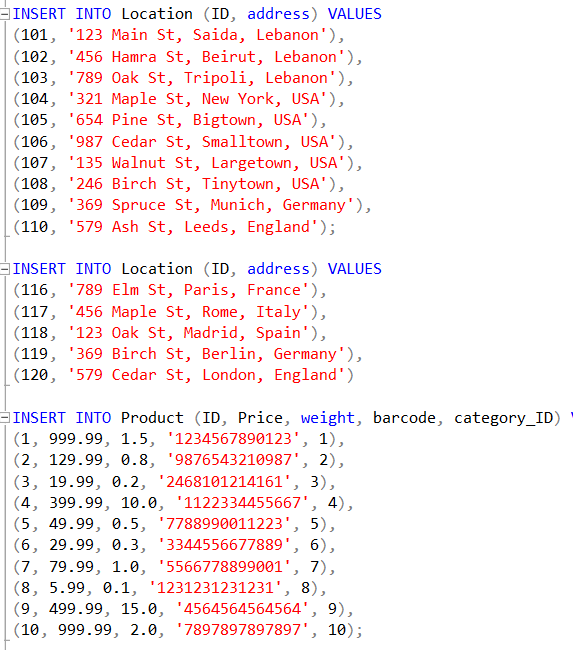 INSERT INTO Location (ID, address) VALUES
(101, '123 Main St, Saida, Lebanon'),
(102, '456 Hamra St, Beirut, Lebanon'),
(103, '789 Oak St, Tripoli, Lebanon'),
(104, '321 Maple St, New York, USA'),
(105, '654 Pine St, Bigtown, USA'),
(106, '987 Cedar St, Smalltown, USA'),
(107, '135 Walnut St, Largetown, USA'),
(108, '246 Birch St, Tinytown, USA'),
(109, '369 Spruce St, Munich, Germany'),
(110, '579 Ash St, Leeds, England');
INSERT INTO Location (ID, address) VALUES
(116, '789 Elm St, Paris, France'),
(117, '456 Maple St, Rome, Italy'),
(118, '123 Oak St, Madrid, Spain'),
(119, '369 Birch St, Berlin, Germany'),
(120, '579 Cedar St, London, England')
INSERT INTO Product (ID, Price, weight, barcode, category_ID)
(1, 999.99, 1.5, '1234567890123', 1),
(2, 129.99, 0.8, '9876543210987', 2),
(3, 19.99, 0.2, '2468101214161', 3),
(4, 399.99, 10.0, '1122334455667', 4),
(5, 49.99, 0.5, '7788990011223', 5),
(6, 29.99, 0.3, '3344556677889', 6),
(7, 79.99, 1.0, '5566778899001', 7),
(8, 5.99, 0.1, '1231231231231', 8),
(9, 499.99, 15.0, '4564564564564', 9),
(10, 999.99, 2.0, '7897897897897', 10);